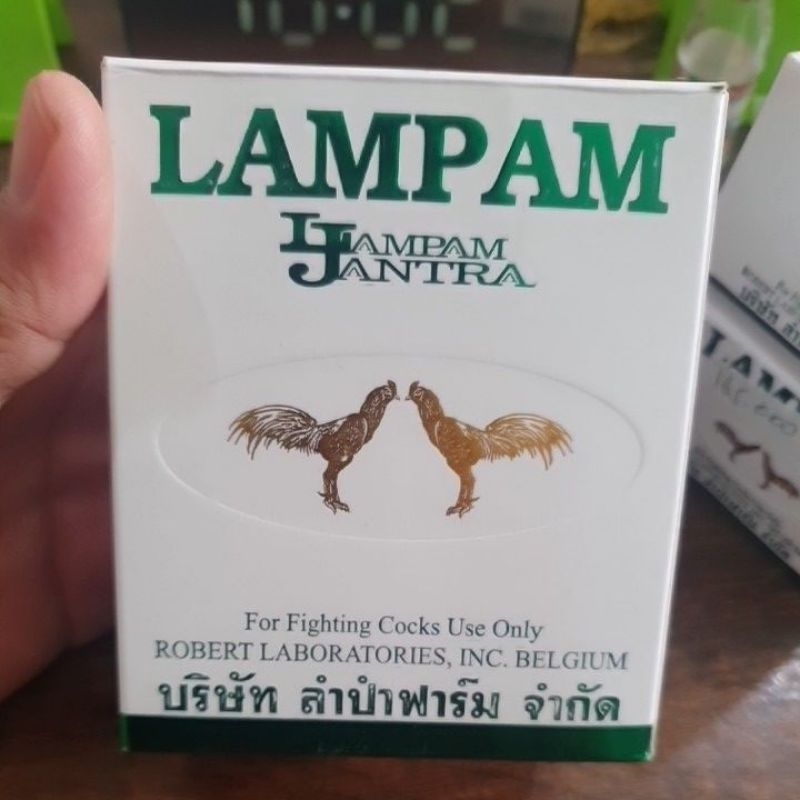 LAMPAM
LAMPAM
JANTRA
For Fighting Cocks Use Only
ROBERT LABORATORIES, INC. BELGIUM
บริษัท ลำปำฟาร์ม จำกัด